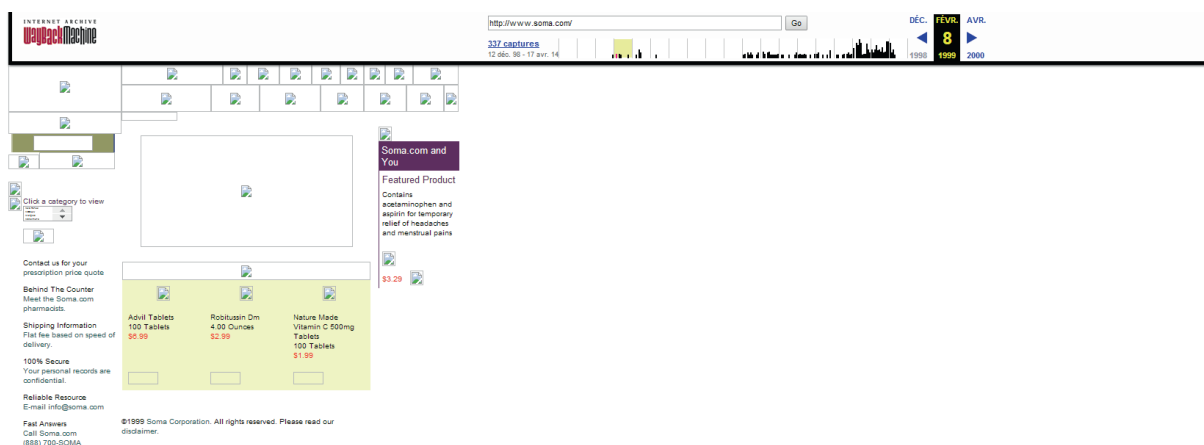 INTERNET ARCHIVE
WayBackMachine
http://www.soma.com/
Go
337 captures
12 déc. 98 - 17 avr. 14
DÉC. FÉVR. AVR.
8
1998 1999 2000
Click a category to view
Contact us for your
prescription price quote
Behind The Counter
Meet the Soma.com
pharmacists.
Shipping Information
Flat fee based on speed of
delivery.
100% Secure
Your personal records are
confidential.
Reliable Resource
E-mail info@soma.com
Fast Answers
Call Soma.com
(888) 700-SOMA
Advil Tablets
100 Tablets
$6.99
Robitussin Dm
4.00 Ounces
$2.99
Nature Made
Vitamin C 500mg
Tablets
100 Tablets
$1.99
©1999 Soma Corporation. All rights reserved. Please read our
disclaimer.
Soma.com and
You
Featured Product
Contains
acetaminophen and
aspirin for temporary
relief of headaches
and menstrual pains
$3.29